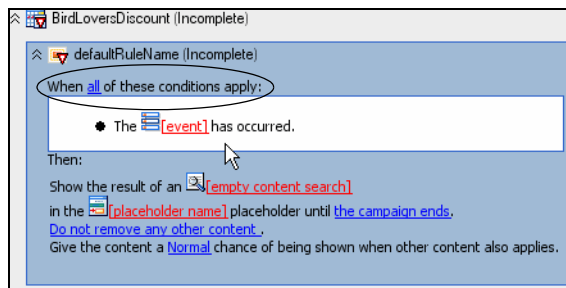 BirdLoversDiscount (Incomplete)
defaultRuleName (Incomplete)
When all of these conditions apply:
The [event] has occurred.
Then:
Show the result of an [empty content search]
in the [placeholder name] placeholder until the campaign ends.
Do not remove any other content .
Give the content a Normal chance of being shown when other content also applies.